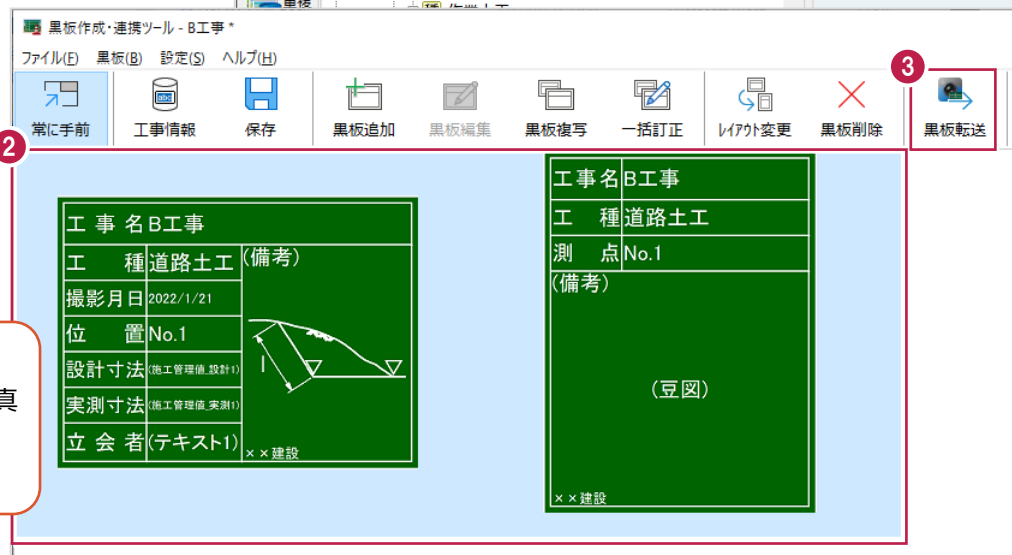 黒板作成・連携ツール - B工事 *
ファイル(F) 黒板(B) 設定(S) ヘルプ(H)
3
常に手前 工事情報 保存 黒板追加 黒板編集 黒板複写 一括訂正 レイアウト変更 黒板削除 黒板転送
2
工事名 B工事
工種 道路土工
撮影月日 2022/1/21
位置 No.1
設計寸法 (施工管理値_設計1)
実測寸法 (施工管理値_実測1)
立会者 (テキスト1)
(備考)
l
××建設
工事名 B工事
工種 道路土工
測点 No.1
(備考)
(豆図)
××建設
真